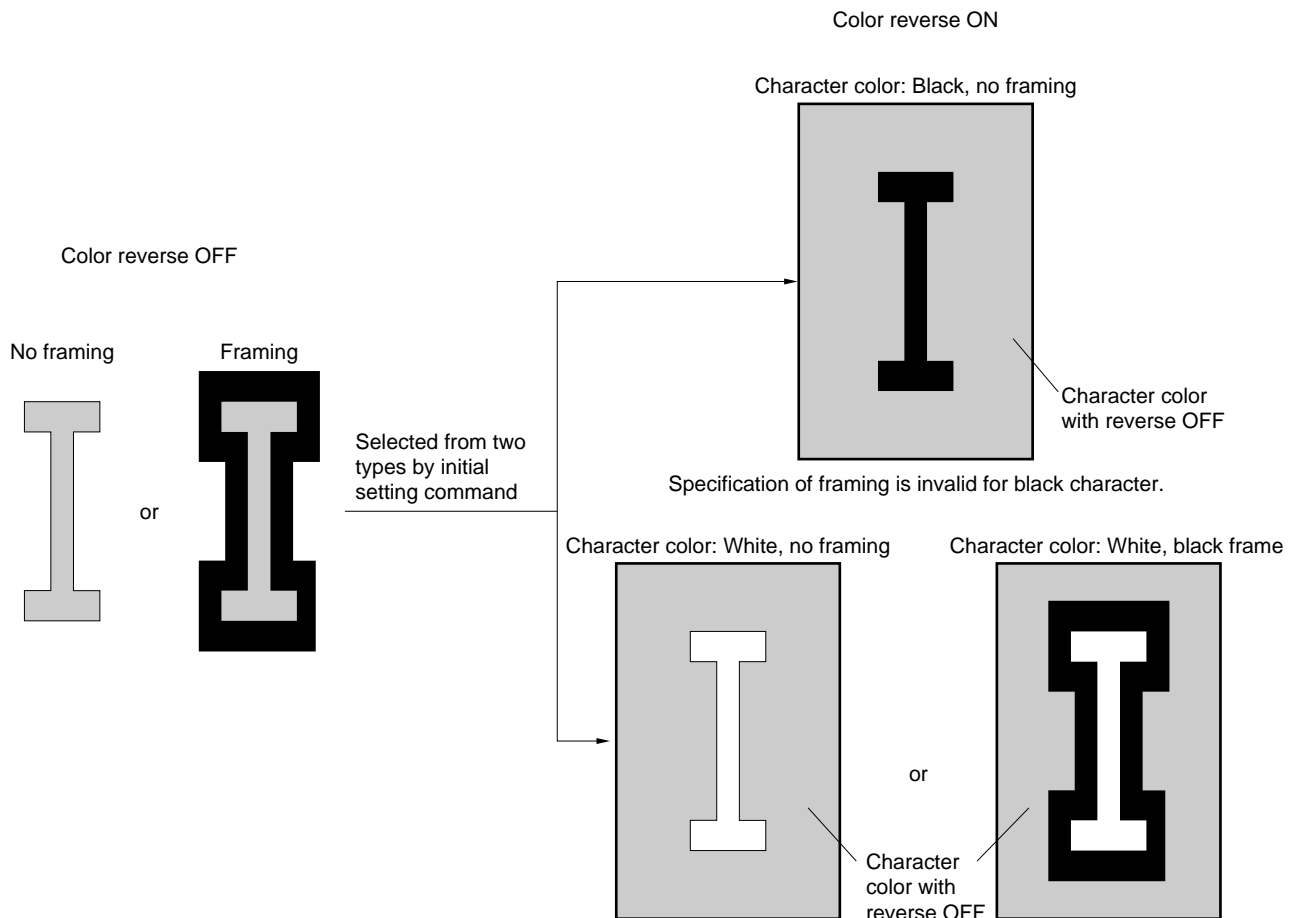 Color reverse ON
Character color: Black, no framing
Color reverse OFF
No framing
Framing
or
Selected from two
types by initial
setting command
Character color
with reverse OFF
Specification of framing is invalid for black character.
Character color: White, no framing
Character color: White, black frame
or
Character
color with
reverse OFF